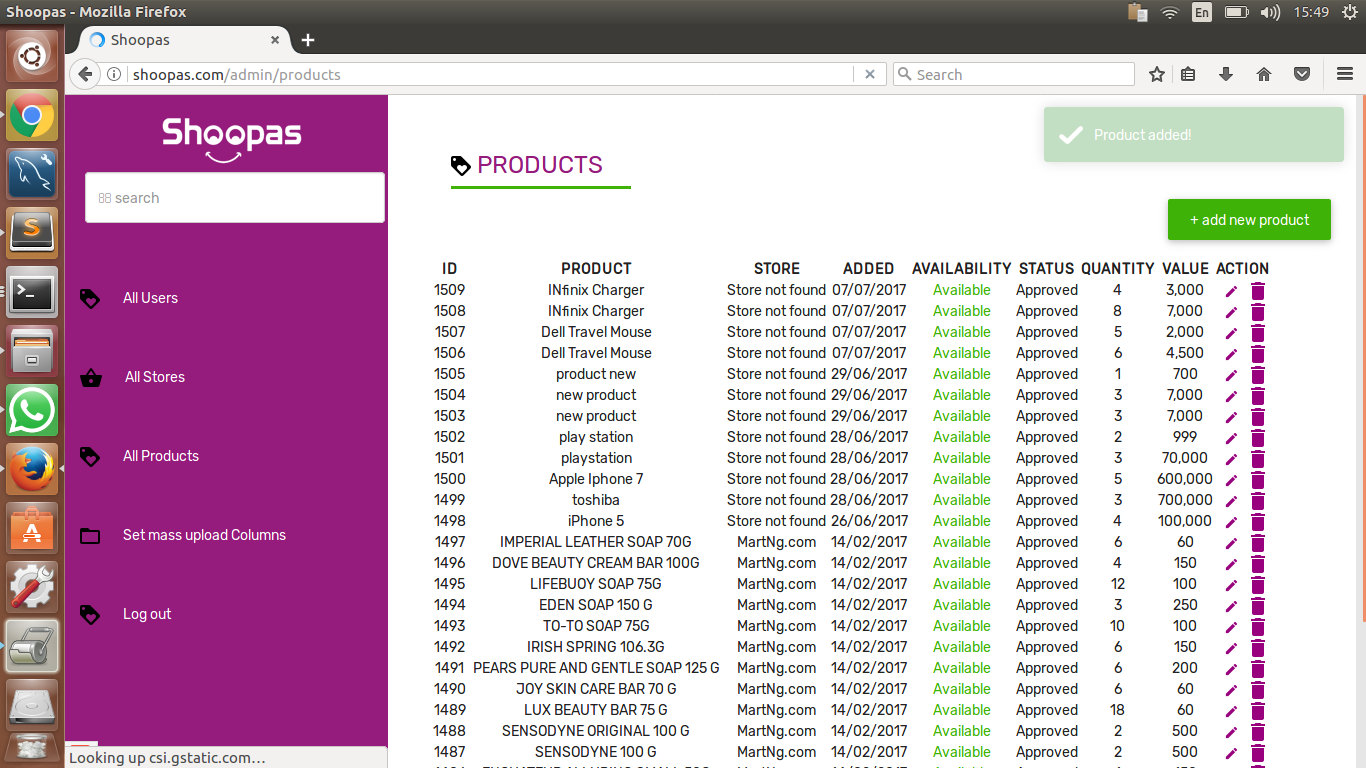 Shoopas - Mozilla Firefox
En
15:49
Shoopas
shoopas.com/admin/products
Search
Shoopas
search
All Users
All Stores
All Products
Set mass upload Columns
Log out
Product added!
PRODUCTS
+ add new product
ID PRODUCT STORE ADDED AVAILABILITY STATUS QUANTITY VALUE ACTION
1509 INfinix Charger Store not found 07/07/2017 Available Approved 4 3,000
1508 INfinix Charger Store not found 07/07/2017 Available Approved 8 7,000
1507 Dell Travel Mouse Store not found 07/07/2017 Available Approved 5 2,000
1506 Dell Travel Mouse Store not found 07/07/2017 Available Approved 6 4,500
1505 product new Store not found 29/06/2017 Available Approved 1 700
1504 new product Store not found 29/06/2017 Available Approved 3 7,000
1503 new product Store not found 29/06/2017 Available Approved 3 7,000
1502 play station Store not found 28/06/2017 Available Approved 2 999
1501 playstation Store not found 28/06/2017 Available Approved 3 70,000
1500 Apple Iphone 7 Store not found 28/06/2017 Available Approved 5 600,000
1499 toshiba Store not found 28/06/2017 Available Approved 3 700,000
1498 iPhone 5 Store not found 26/06/2017 Available Approved 4 100,000
1497 IMPERIAL LEATHER SOAP 70G MartNg.com 14/02/2017 Available Approved 6 60
1496 DOVE BEAUTY CREAM BAR 100G MartNg.com 14/02/2017 Available Approved 4 150
1495 LIFEBUOY SOAP 75G MartNg.com 14/02/2017 Available Approved 12 100
1494 EDEN SOAP 150 G MartNg.com 14/02/2017 Available Approved 3 250
1493 TO-TO SOAP 75G MartNg.com 14/02/2017 Available Approved 10 100
1492 IRISH SPRING 106.3G MartNg.com 14/02/2017 Available Approved 6 150
1491 PEARS PURE AND GENTLE SOAP 125 G MartNg.com 14/02/2017 Available Approved 6 200
1490 JOY SKIN CARE BAR 70 G MartNg.com 14/02/2017 Available Approved 6 60
1489 LUX BEAUTY BAR 75 G MartNg.com 14/02/2017 Available Approved 18 60
1488 SENSODYNE ORIGINAL 100 G MartNg.com 14/02/2017 Available Approved 2 500
1487 SENSODYNE 100 G MartNg.com 14/02/2017 Available Approved 2 500
Looking up csi.gstatic.com…